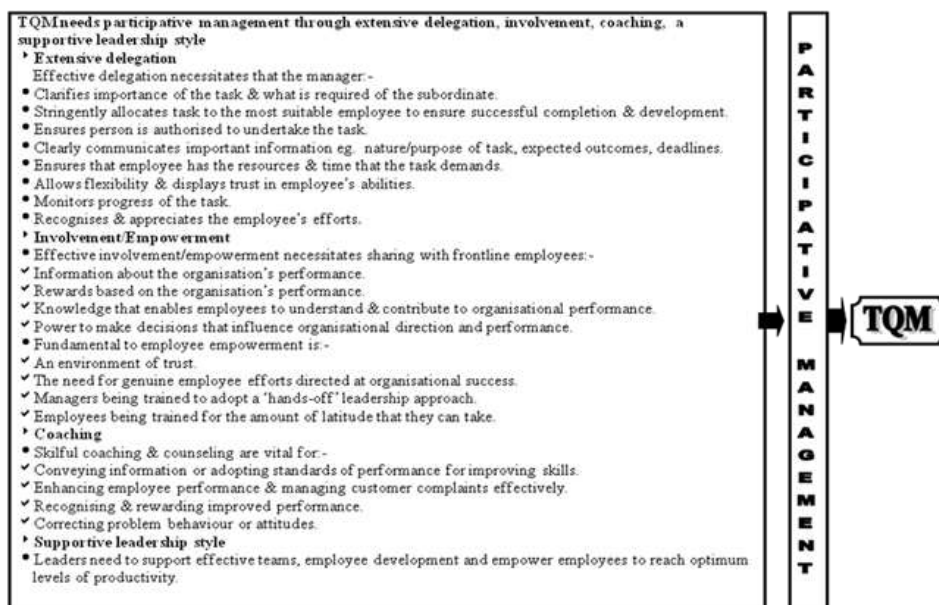 TQM needs participative management through extensive delegation, involvement, coaching, a
supportive leadership style
‣ Extensive delegation
Effective delegation necessitates that the manager:-
• Clarifies importance of the task & what is required of the subordinate.
• Stringently allocates task to the most suitable employee to ensure successful completion & development.
• Ensures person is authorised to undertake the task.
• Clearly communicates important information eg. nature/purpose of task, expected outcomes, deadlines.
• Ensures that employee has the resources & time that the task demands.
• Allows flexibility & displays trust in employee's abilities.
• Monitors progress of the task.
• Recognises & appreciates the employee's efforts.
‣ Involvement/Empowerment
• Effective involvement/empowerment necessitates sharing with frontline employees:-
✓ Information about the organisation's performance.
✓ Rewards based on the organisation's performance.
✓ Knowledge that enables employees to understand & contribute to organisational performance.
✓ Power to make decisions that influence organisational direction and performance.
• Fundamental to employee empowerment is:-
✓ An environment of trust.
✓ The need for genuine employee efforts directed at organisational success.
✓ Managers being trained to adopt a 'hands-off' leadership approach.
✓ Employees being trained for the amount of latitude that they can take.
‣ Coaching
• Skilful coaching & counseling are vital for:-
✓ Conveying information or adopting standards of performance for improving skills.
✓ Enhancing employee performance & managing customer complaints effectively.
✓ Recognising & rewarding improved performance.
✓ Correcting problem behaviour or attitudes.
‣ Supportive leadership style
• Leaders need to support effective teams, employee development and empower employees to reach optimum
levels of productivity.
PARTICIPATIVE MANAGEMENT
TQM